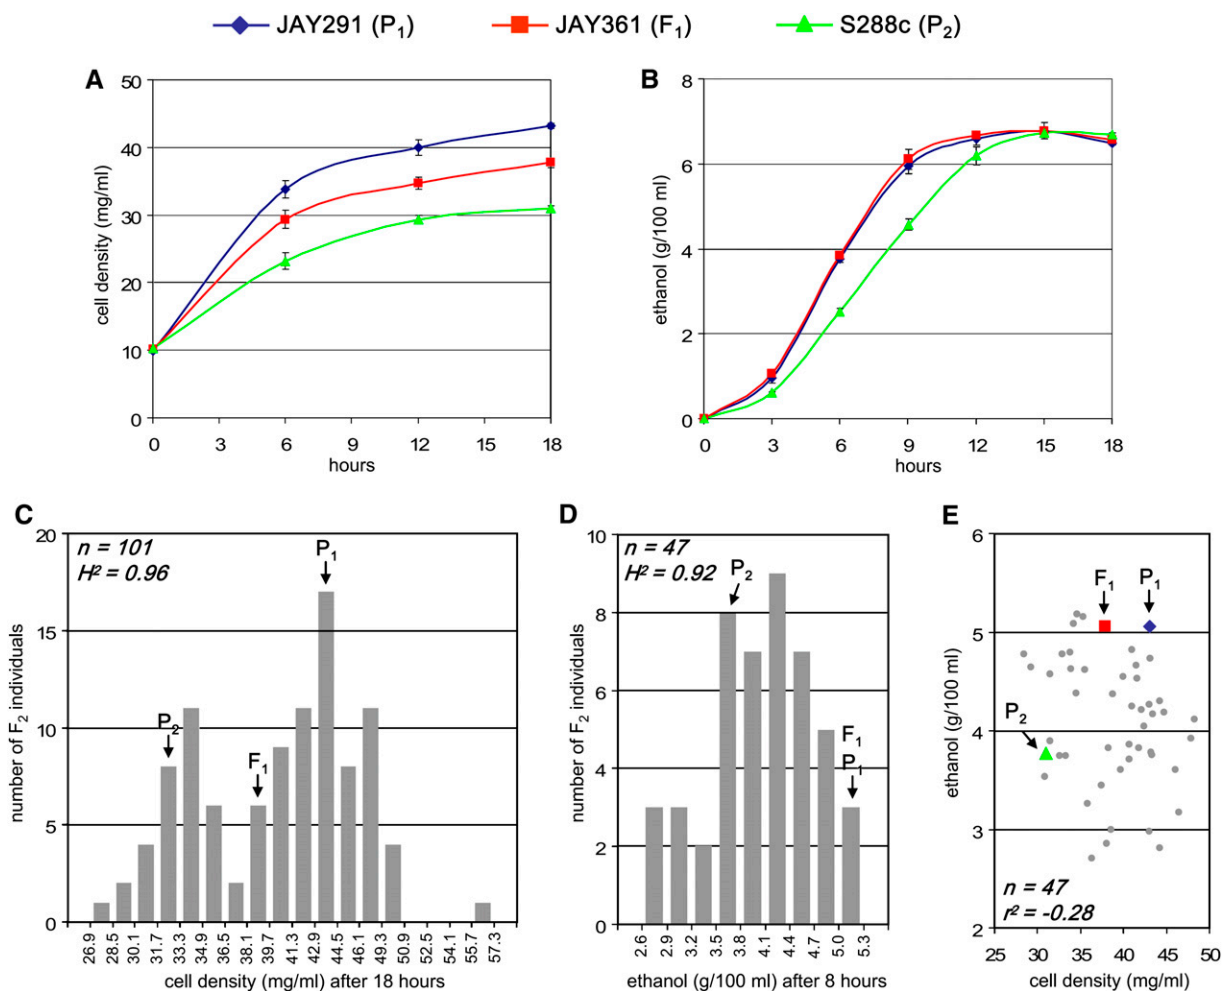 JAY291 (P1) JAY361 (F1) S288c (P2)
A
50
40
30
20
10
0
cell density (mg/ml)
0 3 6 9 12 15 18
hours
B
8
6
4
2
0
ethanol (g/100 ml)
0 3 6 9 12 15 18
hours
C
20
15
10
5
0
number of F2 individuals
n = 101
H² = 0.96
P1
P2
F1
26.9 28.5 30.1 31.7 33.3 34.9 36.5 38.1 39.7 41.3 42.9 44.5 46.1 47.7 49.3 50.9 52.5 54.1 55.7 57.3
cell density (mg/ml) after 18 hours
D
10
8
6
4
2
0
number of F2 individuals
n = 47
H² = 0.92
P2
F1
P1
2.6 2.9 3.2 3.5 3.8 4.1 4.4 4.7 5.0 5.3
ethanol (g/100 ml) after 8 hours
E
6
5
4
3
2
ethanol (g/100 ml)
F1 P1
P2
n = 47
r² = -0.28
25 30 35 40 45 50
cell density (mg/ml)